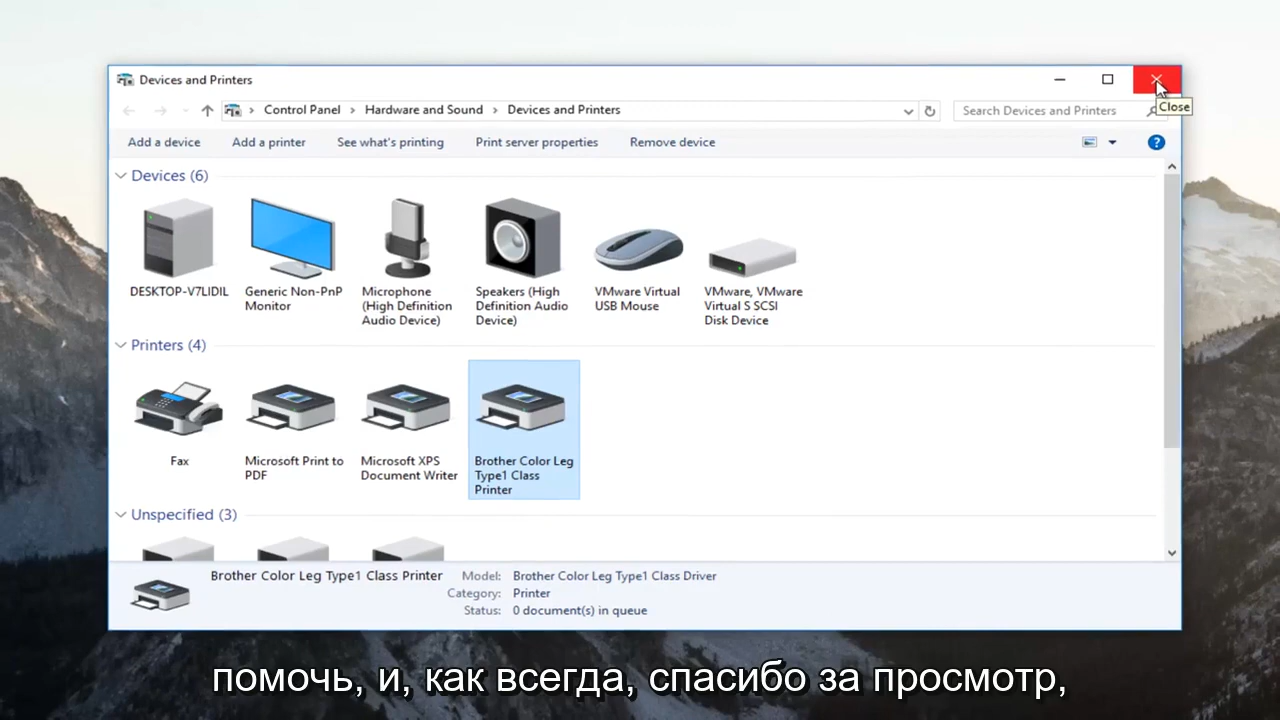 Devices and Printers
Close
Control Panel > Hardware and Sound > Devices and Printers
Search Devices and Printers
Add a device Add a printer See what's printing Print server properties Remove device
Devices (6)
DESKTOP-V7LIDIL
Generic Non-PnP
Monitor
Microphone
(High Definition
Audio Device)
Speakers (High
Definition Audio
Device)
VMware Virtual
USB Mouse
VMware, VMware
Virtual S SCSI
Disk Device
Printers (4)
Fax
Microsoft Print to
PDF
Microsoft XPS
Document Writer
Brother Color Leg
Type1 Class
Printer
Unspecified (3)
Brother Color Leg Type1 Class Printer
Model: Brother Color Leg Type1 Class Driver
Category: Printer
Status: 0 document(s) in queue
помочь, и, как всегда, спасибо за просмотр,